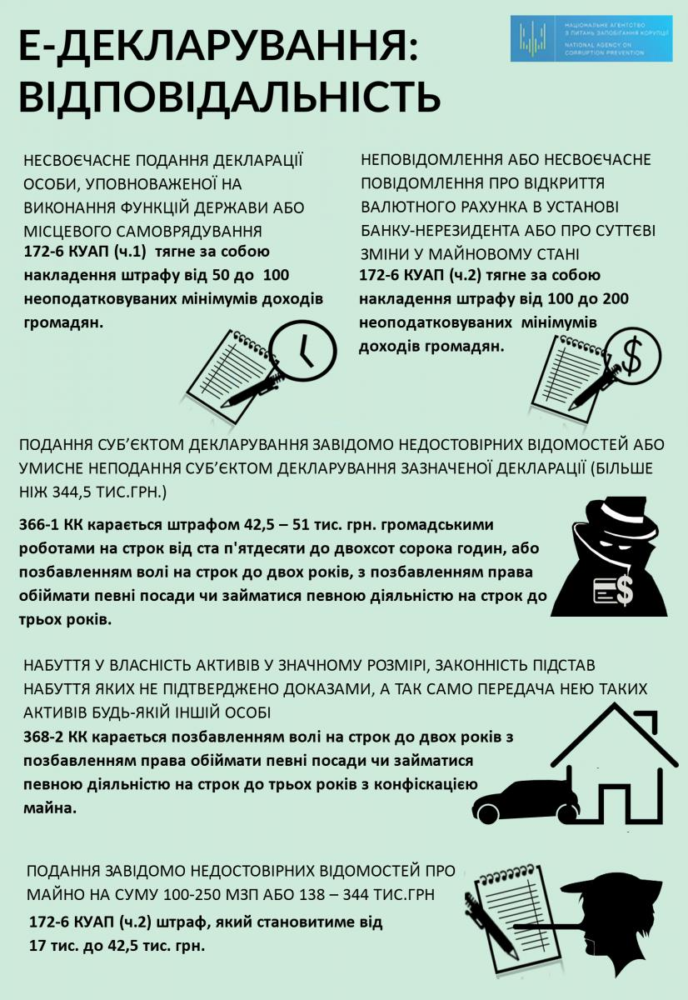 Е-ДЕКЛАРУВАННЯ:
ВІДПОВІДАЛЬНІСТЬ
НАЦІОНАЛЬНЕ АГЕНТСТВО
З ПИТАНЬ ЗАПОБІГАННЯ КОРУПЦІЇ
NATIONAL AGENCY ON
CORRUPTION PREVENTION
НЕСВОЄЧАСНЕ ПОДАННЯ ДЕКЛАРАЦІЇ
ОСОБИ, УПОВНОВАЖЕНОЇ НА
ВИКОНАННЯ ФУНКЦІЙ ДЕРЖАВИ АБО
МІСЦЕВОГО САМОВРЯДУВАННЯ
172-6 КУАП (ч.1) тягне за собою
накладення штрафу від 50 до 100
неоподатковуваних мінімумів доходів
громадян.
НЕПОВІДОМЛЕННЯ АБО НЕСВОЄЧАСНЕ
ПОВІДОМЛЕННЯ ПРО ВІДКРИТТЯ
ВАЛЮТНОГО РАХУНКА В УСТАНОВІ
БАНКУ-НЕРЕЗИДЕНТА АБО ПРО СУТТЄВІ
ЗМІНИ У МАЙНОВОМУ СТАНІ
172-6 КУАП (ч.2) тягне за собою
накладення штрафу від 100 до 200
неоподатковуваних мінімумів
доходів громадян.
$
ПОДАННЯ СУБ’ЄКТОМ ДЕКЛАРУВАННЯ ЗАВІДОМО НЕДОСТОВІРНИХ ВІДОМОСТЕЙ АБО
УМИСНЕ НЕПОДАННЯ СУБ’ЄКТОМ ДЕКЛАРУВАННЯ ЗАЗНАЧЕНОЇ ДЕКЛАРАЦІЇ (БІЛЬШЕ
НІЖ 344,5 ТИС.ГРН.)
366-1 КК карається штрафом 42,5 – 51 тис. грн. громадськими
роботами на строк від ста п'ятдесяти до двохсот сорока годин, або
позбавленням волі на строк до двох років, з позбавленням права
обіймати певні посади чи займатися певною діяльністю на строк до
трьох років.
$
НАБУТТЯ У ВЛАСНІСТЬ АКТИВІВ У ЗНАЧНОМУ РОЗМІРІ, ЗАКОННІСТЬ ПІДСТАВ
НАБУТТЯ ЯКИХ НЕ ПІДТВЕРДЖЕНО ДОКАЗАМИ, А ТАК САМО ПЕРЕДАЧА НЕЮ ТАКИХ
АКТИВІВ БУДЬ-ЯКІЙ ІНШІЙ ОСОБІ
368-2 КК карається позбавленням волі на строк до двох років з
позбавленням права обіймати певні посади чи займатися
певною діяльністю на строк до трьох років з конфіскацією
майна.
ПОДАННЯ ЗАВІДОМО НЕДОСТОВІРНИХ ВІДОМОСТЕЙ ПРО
МАЙНО НА СУМУ 100-250 МЗП АБО 138 – 344 ТИС.ГРН
172-6 КУАП (ч.2) штраф, який становитиме від
17 тис. до 42,5 тис. грн.